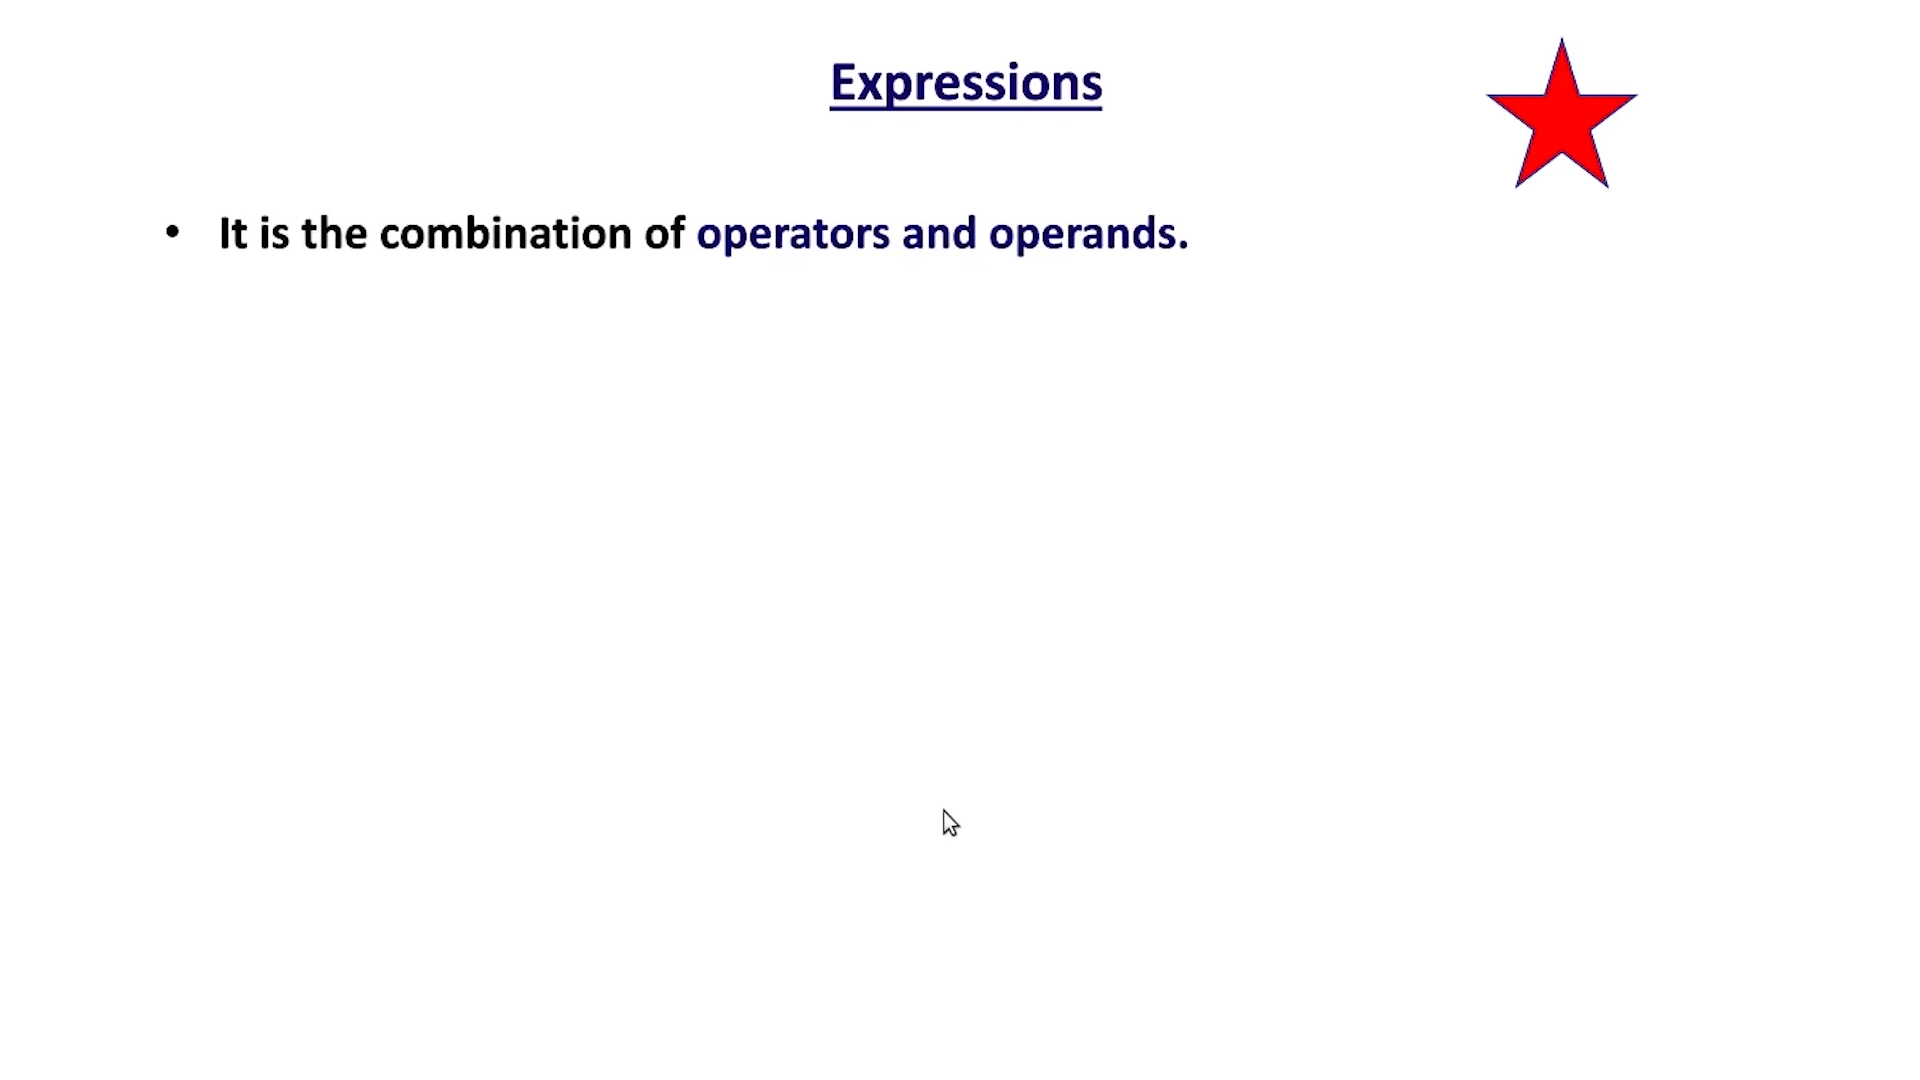 Expressions
• It is the combination of operators and operands.